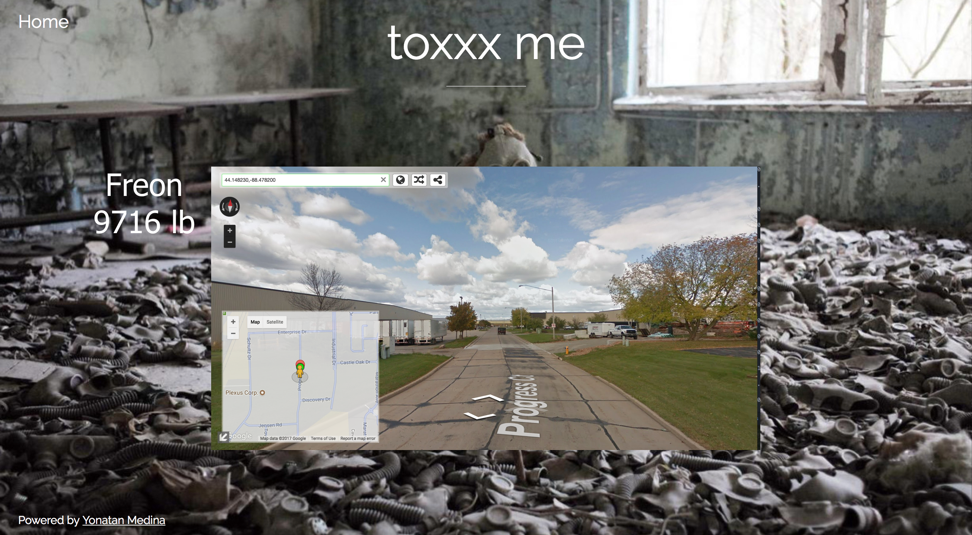 Home
toxxx me
Freon
9716 lb
44.148230,-88.478200
+
−
+
−
Map Satellite
Enterprise Dr
Castle Oak Dr
Plexus Corp
Discovery Dr
Progress Ct
Map data ©2017 Google Terms of Use Report a map error
Powered by Yonatan Medina